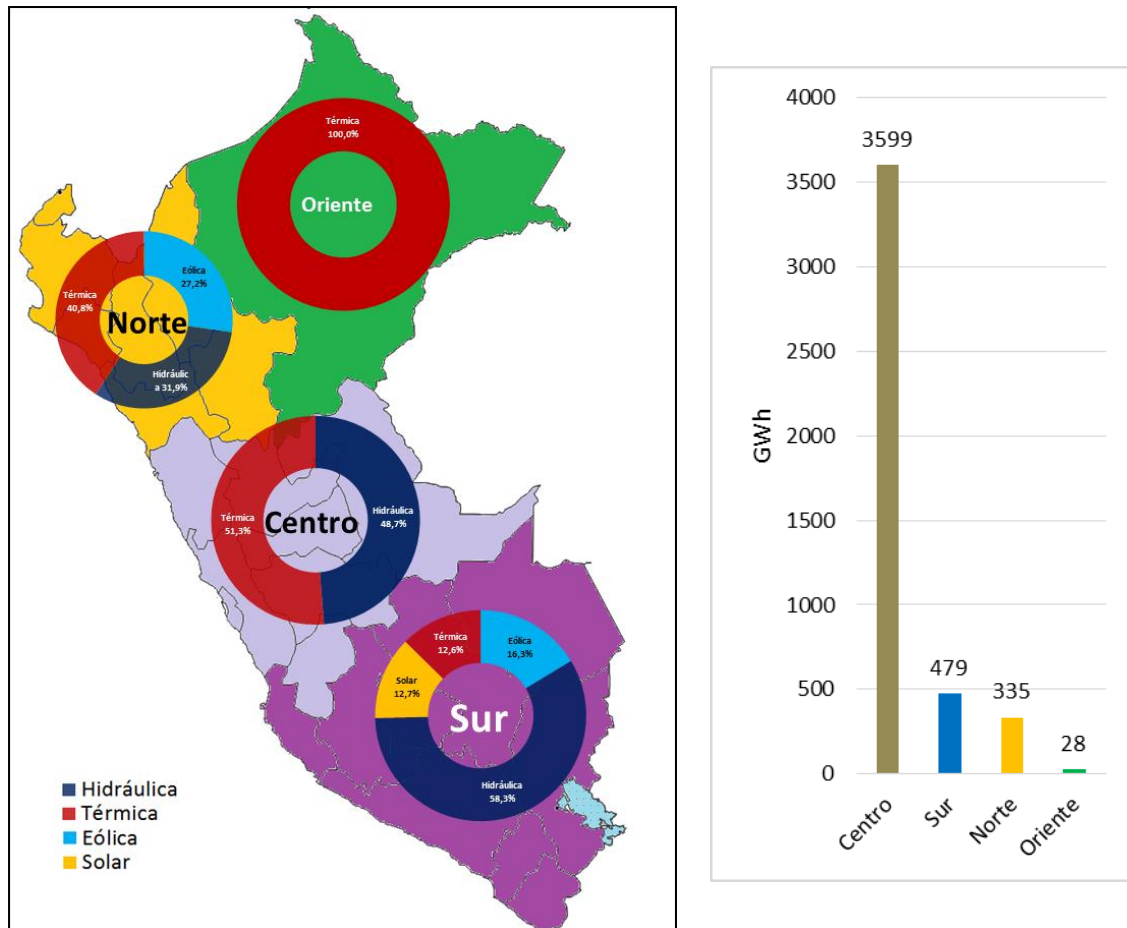 Térmica
100,0%
Oriente
Eólica
27,2%
Térmica
40,8%
Norte
Hidráulic
a 31,9%
Térmica
51,3%
Centro
Hidráulica
48,7%
Térmica
12,6%
Eólica
16,3%
Solar
12,7%
Sur
Hidráulica
58,3%
Hidráulica
Térmica
Eólica
Solar
GWh
4000
3500
3000
2500
2000
1500
1000
500
0
3599
479
335
28
Centro
Sur
Norte
Oriente